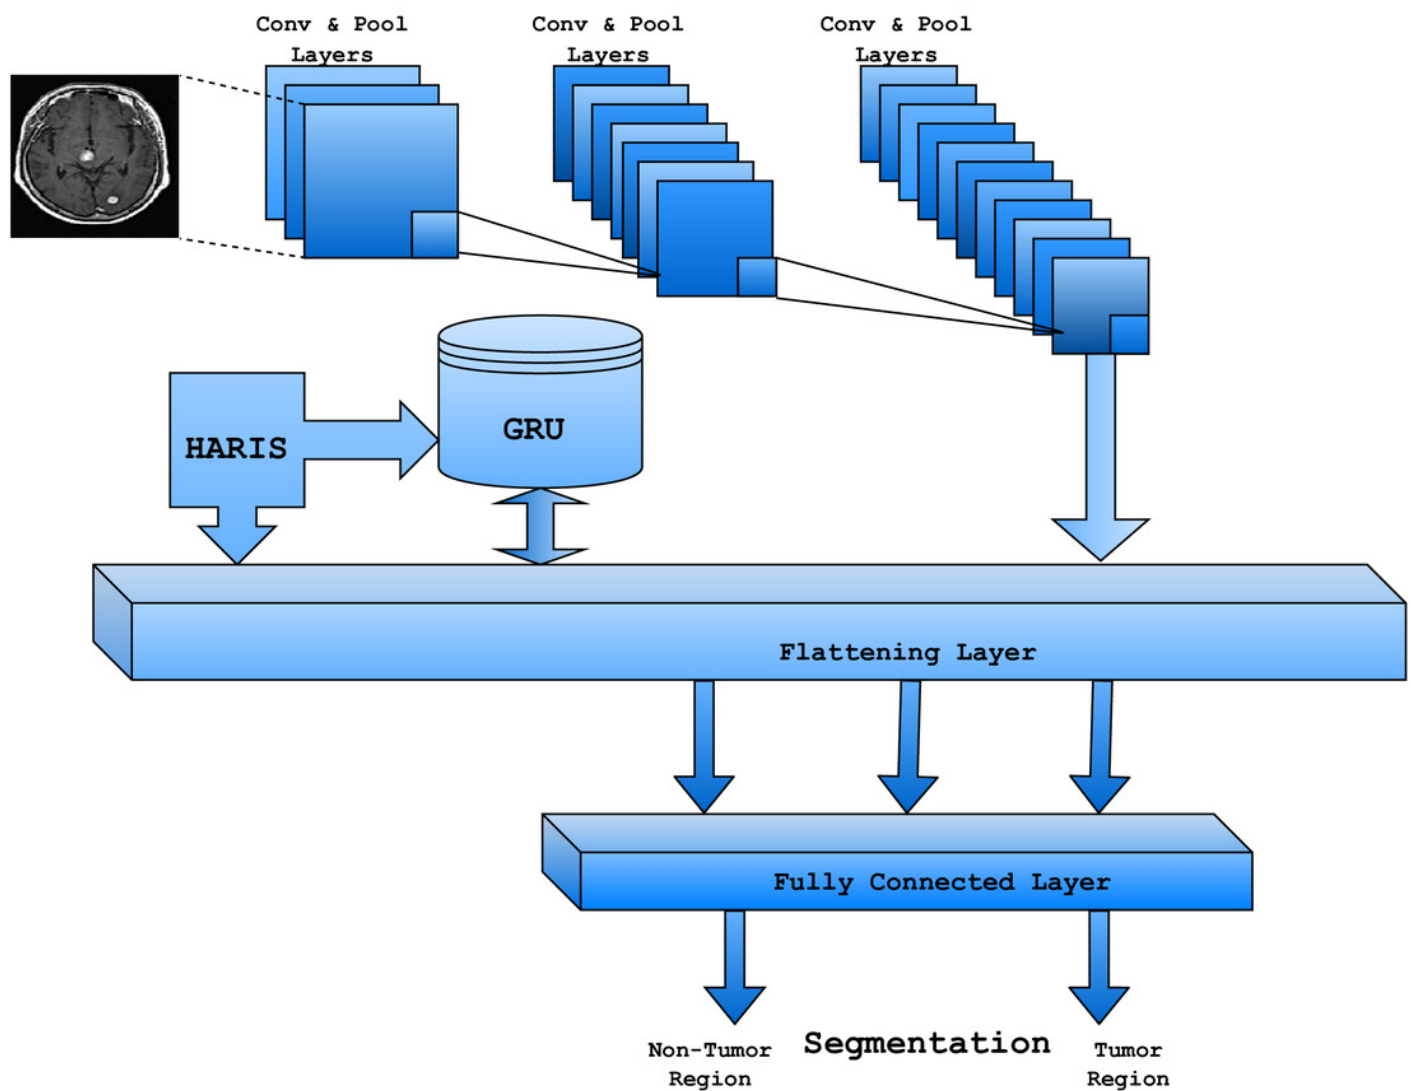 Conv & Pool
Layers
Conv & Pool
Layers
Conv & Pool
Layers
HARIS
GRU
Flattening Layer
Fully Connected Layer
Non-Tumor
Region
Segmentation
Tumor
Region